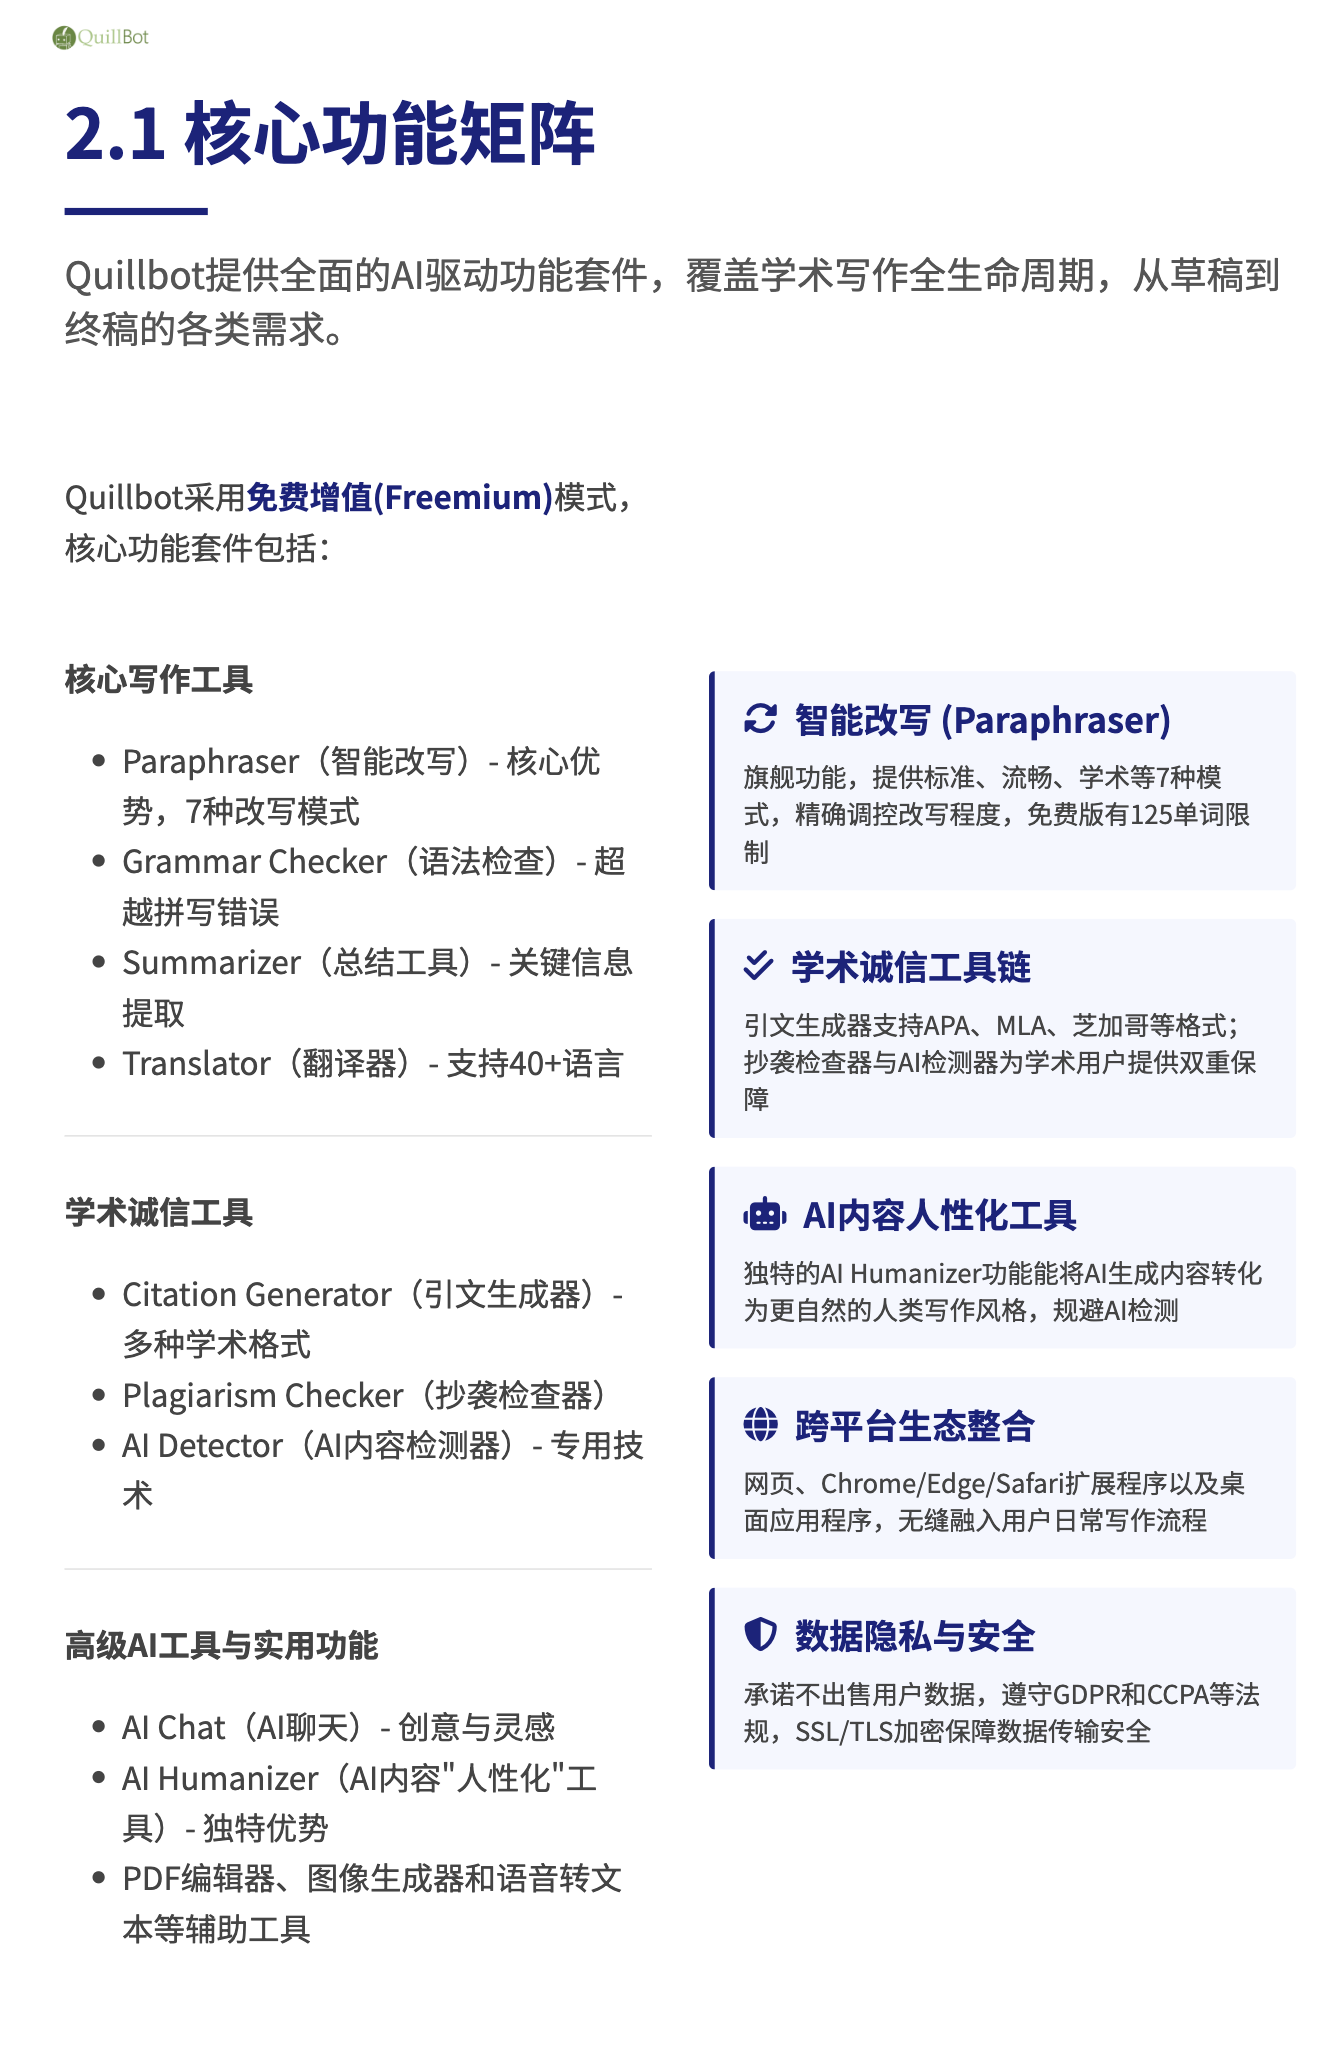 QuillBot
2.1 核心功能矩阵
Quillbot提供全面的AI驱动功能套件，覆盖学术写作全生命周期，从草稿到
终稿的各类需求。
Quillbot采用免费增值(Freemium)模式，
核心功能套件包括：
核心写作工具
• Paraphraser（智能改写）- 核心优
势，7种改写模式
• Grammar Checker（语法检查）- 超
越拼写错误
• Summarizer（总结工具）- 关键信息
提取
• Translator（翻译器）- 支持40+语言
学术诚信工具
• Citation Generator（引文生成器）-
多种学术格式
• Plagiarism Checker（抄袭检查器）
• AI Detector（AI内容检测器）- 专用技
术
高级AI工具与实用功能
• AI Chat（AI聊天）- 创意与灵感
• AI Humanizer（AI内容"人性化"工
具）- 独特优势
• PDF编辑器、图像生成器和语音转文
本等辅助工具
智能改写 (Paraphraser)
旗舰功能，提供标准、流畅、学术等7种模
式，精确调控改写程度，免费版有125单词限
制
学术诚信工具链
引文生成器支持APA、MLA、芝加哥等格式；
抄袭检查器与AI检测器为学术用户提供双重保
障
AI内容人性化工具
独特的AI Humanizer功能能将AI生成内容转化
为更自然的人类写作风格，规避AI检测
跨平台生态整合
网页、Chrome/Edge/Safari扩展程序以及桌
面应用程序，无缝融入用户日常写作流程
数据隐私与安全
承诺不出售用户数据，遵守GDPR和CCPA等法
规，SSL/TLS加密保障数据传输安全